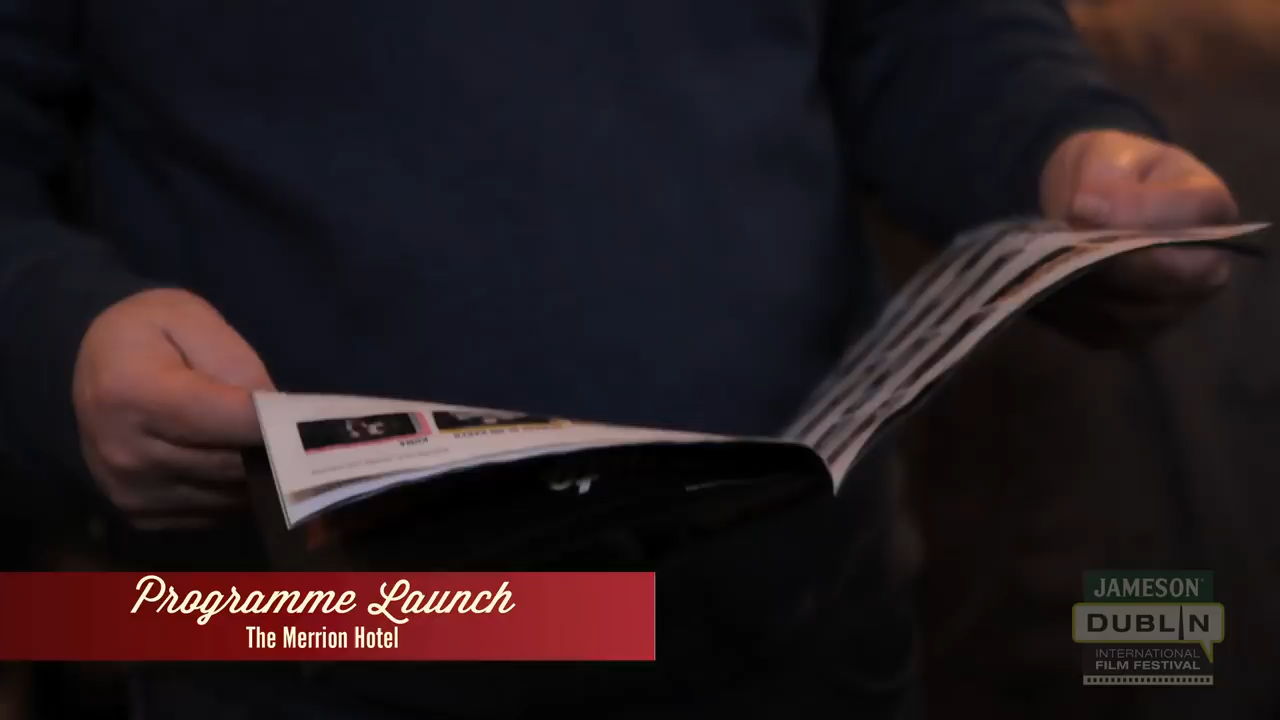 Programme Launch
The Merrion Hotel
JAMESON
DUBLIN
INTERNATIONAL
FILM FESTIVAL